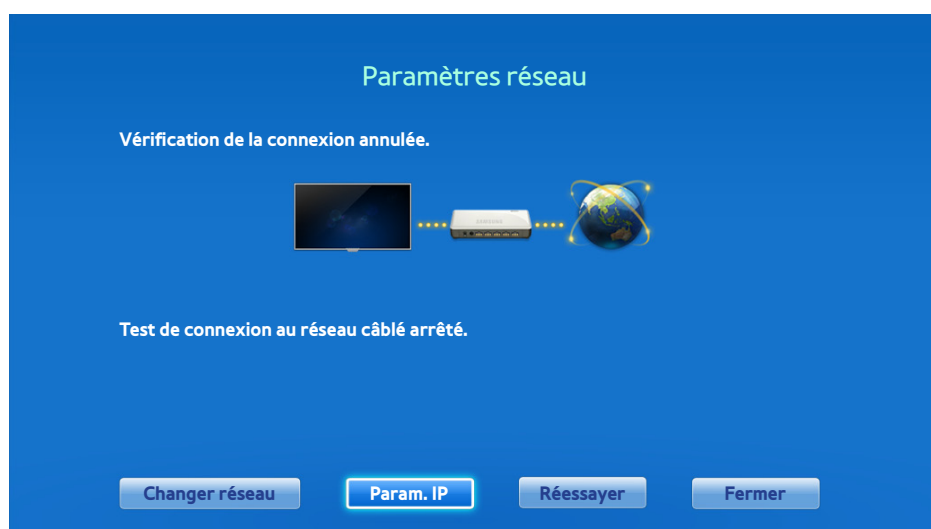 Paramètres réseau
Vérification de la connexion annulée.
SAMSUNG
Test de connexion au réseau câblé arrêté.
Changer réseau
Param. IP
Réessayer
Fermer